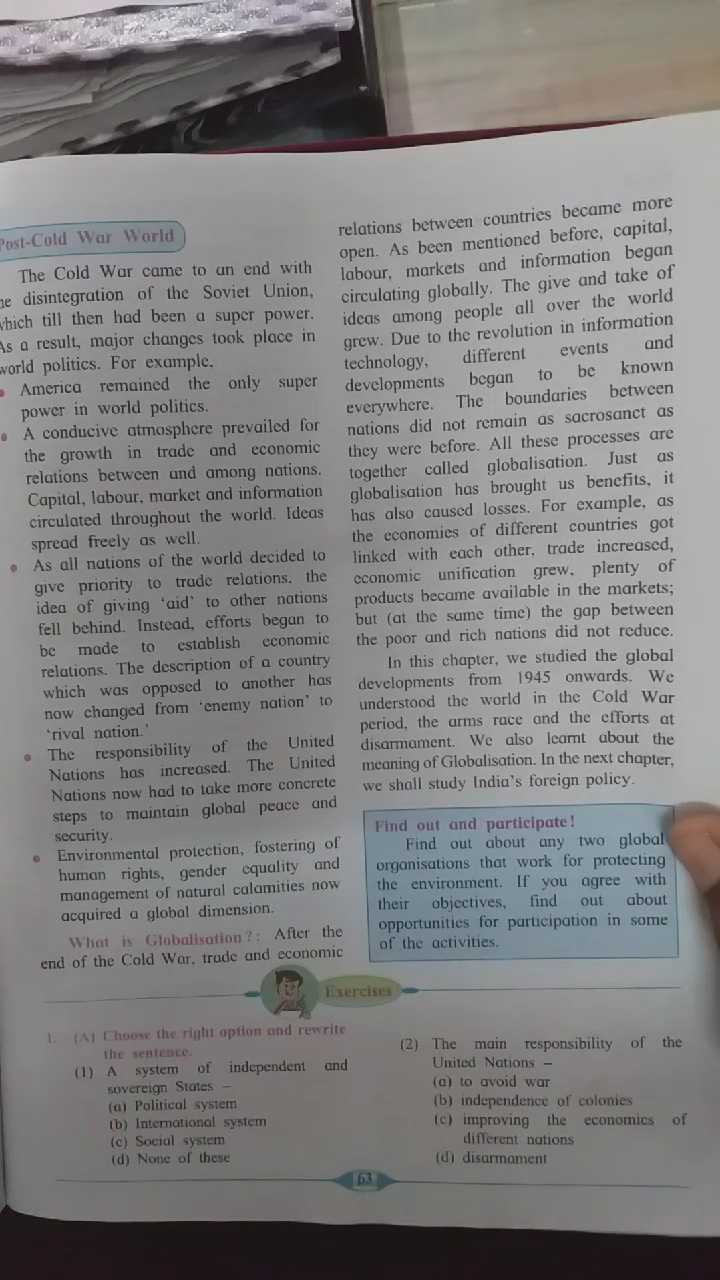 Post-Cold War World
The Cold War came to an end with
the disintegration of the Soviet Union,
which till then had been a super power.
As a result, major changes took place in
world politics. For example,
• America remained the only super
power in world politics.
• A conducive atmosphere prevailed for
the growth in trade and economic
relations between and among nations.
Capital, labour, market and information
circulated throughout the world. Ideas
spread freely as well.
• As all nations of the world decided to
give priority to trade relations, the
idea of giving ‘aid’ to other nations
fell behind. Instead, efforts began to
be made to establish economic
relations. The description of a country
which was opposed to another has
now changed from ‘enemy nation’ to
‘rival nation.’
• The responsibility of the United
Nations has increased. The United
Nations now had to take more concrete
steps to maintain global peace and
security.
• Environmental protection, fostering of
human rights, gender equality and
management of natural calamities now
acquired a global dimension.
What is Globalisation?: After the
end of the Cold War, trade and economic
relations between countries became more
open. As been mentioned before, capital,
labour, markets and information began
circulating globally. The give and take of
ideas among people all over the world
grew. Due to the revolution in information
technology, different events and
developments began to be known
everywhere. The boundaries between
nations did not remain as sacrosanct as
they were before. All these processes are
together called globalisation. Just as
globalisation has brought us benefits, it
has also caused losses. For example, as
the economies of different countries got
linked with each other, trade increased,
economic unification grew, plenty of
products became available in the markets;
but (at the same time) the gap between
the poor and rich nations did not reduce.
In this chapter, we studied the global
developments from 1945 onwards. We
understood the world in the Cold War
period, the arms race and the efforts at
disarmament. We also learnt about the
meaning of Globalisation. In the next chapter,
we shall study India’s foreign policy.
Find out and participate!
Find out about any two global
organisations that work for protecting
the environment. If you agree with
their objectives, find out about
opportunities for participation in some
of the activities.
Exercises
1. (A) Choose the right option and rewrite
the sentence.
(1) A system of independent and
sovereign States –
(a) Political system
(b) International system
(c) Social system
(d) None of these
(2) The main responsibility of the
United Nations –
(a) to avoid war
(b) independence of colonies
(c) improving the economics of
different nations
(d) disarmament
63